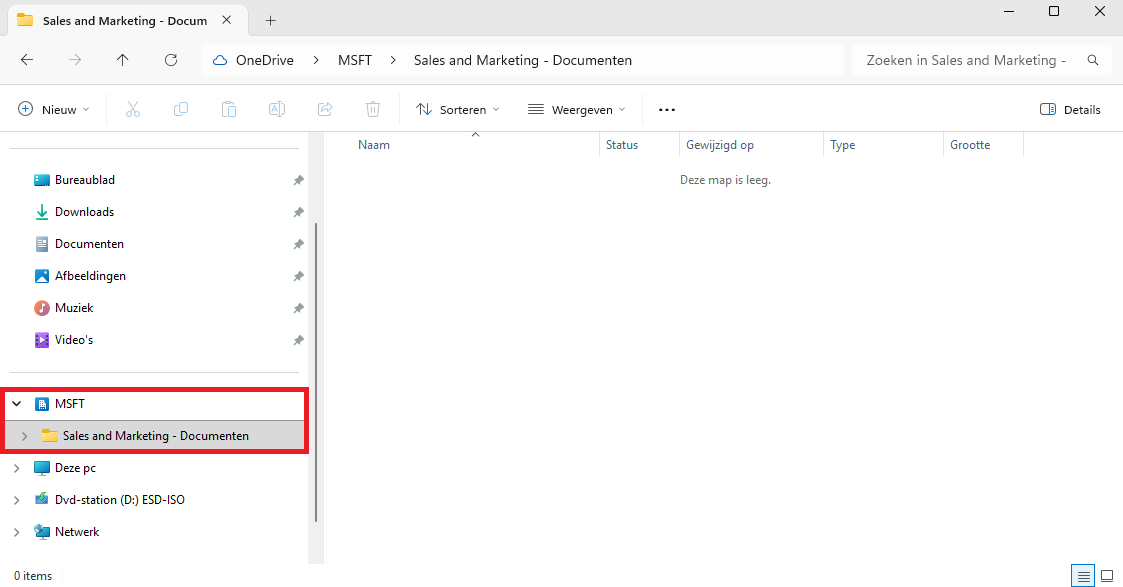 Sales and Marketing - Docum
OneDrive > MSFT > Sales and Marketing - Documenten
Zoeken in Sales and Marketing -
Nieuw
Sorteren
Weergeven
Details
Naam
Status
Gewijzigd op
Type
Grootte
Deze map is leeg.
Bureaublad
Downloads
Documenten
Afbeeldingen
Muziek
Video's
MSFT
Sales and Marketing - Documenten
Deze pc
Dvd-station (D:) ESD-ISO
Netwerk
0 items